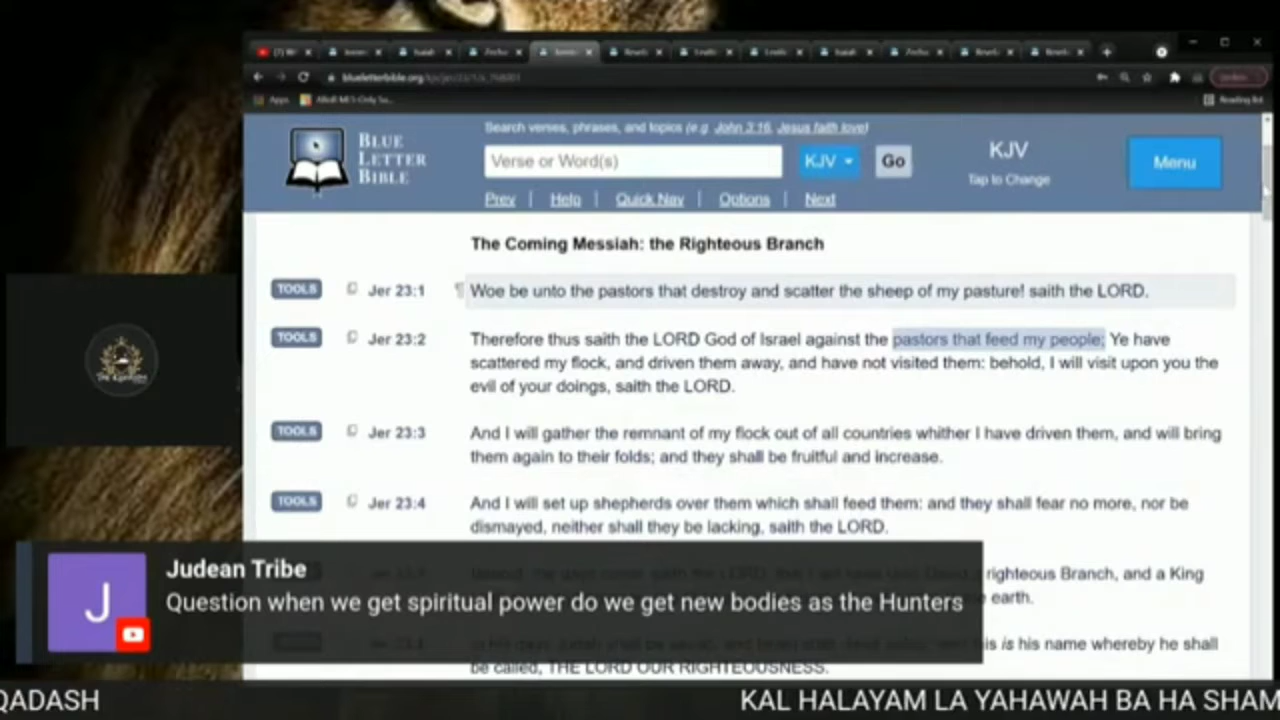 blueletterbible.org
Apps
Reading list
BLUE
LETTER
BIBLE
Search verses, phrases, and topics (e.g. John 3:16, Jesus faith love)
Verse or Word(s)
KJV
Go
KJV
Tap to Change
Menu
Prev | Help | Quick Nav | Options | Next
The Coming Messiah: the Righteous Branch
TOOLS Jer 23:1 ¶ Woe be unto the pastors that destroy and scatter the sheep of my pasture! saith the LORD.
TOOLS Jer 23:2 Therefore thus saith the LORD God of Israel against the pastors that feed my people; Ye have
scattered my flock, and driven them away, and have not visited them: behold, I will visit upon you the
evil of your doings, saith the LORD.
TOOLS Jer 23:3 And I will gather the remnant of my flock out of all countries whither I have driven them, and will bring
them again to their folds; and they shall be fruitful and increase.
TOOLS Jer 23:4 And I will set up shepherds over them which shall feed them: and they shall fear no more, nor be
dismayed, neither shall they be lacking, saith the LORD.
righteous Branch, and a King
earth.
is his name whereby he shall
be called, THE LORD OUR RIGHTEOUSNESS.
J
Judean Tribe
Question when we get spiritual power do we get new bodies as the Hunters
QADASH KAL HALAYAM LA YAHAWAH BA HA SHAM